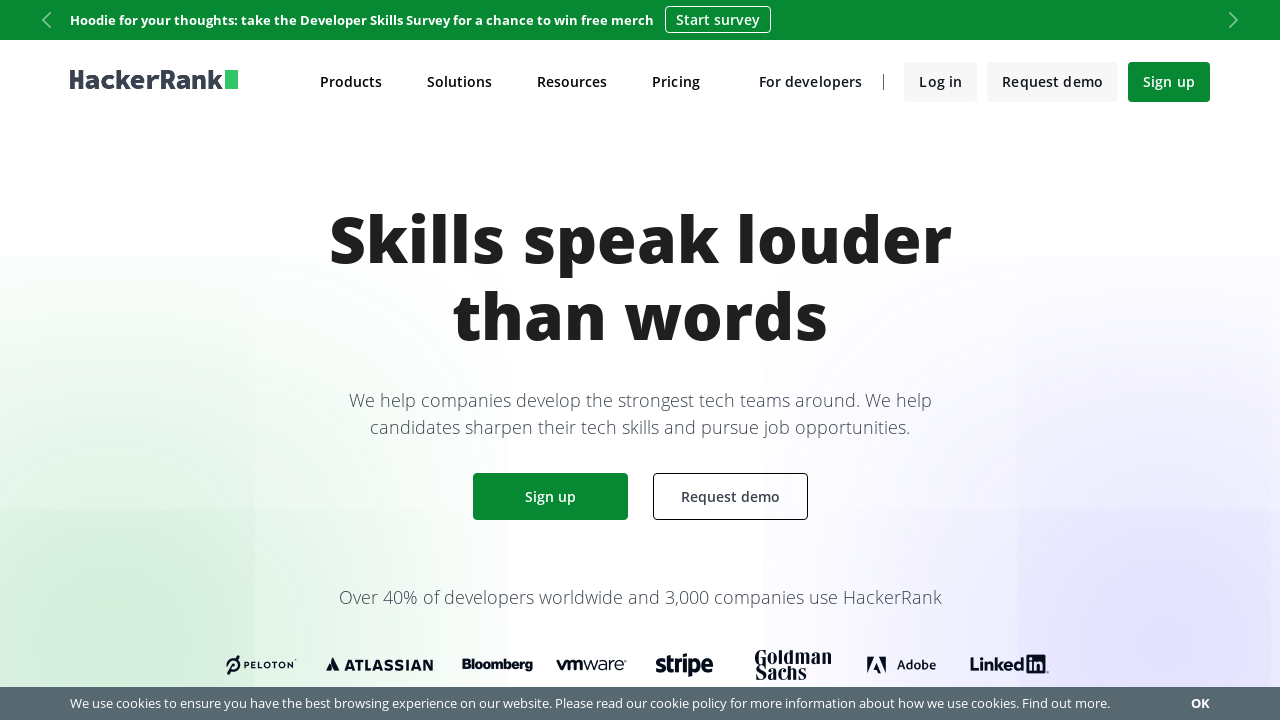 Hoodie for your thoughts: take the Developer Skills Survey for a chance to win free merch Start survey
HackerRank Products Solutions Resources Pricing For developers Log in Request demo Sign up
Skills speak louder
than words
We help companies develop the strongest tech teams around. We help
candidates sharpen their tech skills and pursue job opportunities.
Sign up Request demo
Over 40% of developers worldwide and 3,000 companies use HackerRank
PELOTON ATLASSIAN Bloomberg vmware stripe Goldman Sachs Adobe LinkedIn
We use cookies to ensure you have the best browsing experience on our website. Please read our cookie policy for more information about how we use cookies. Find out more. OK